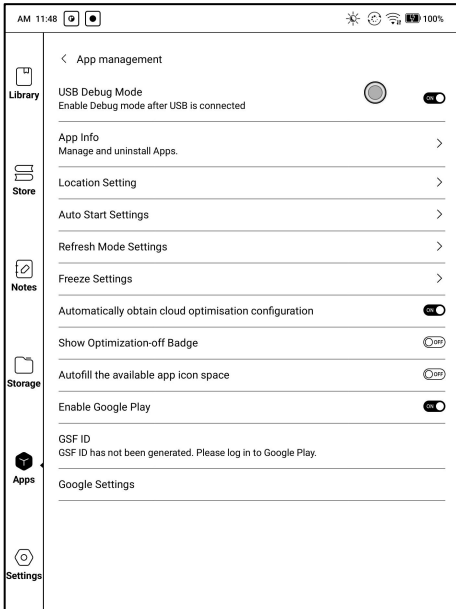 AM 11:48
100%
App management
USB Debug Mode
Enable Debug mode after USB is connected
ON
App Info
Manage and uninstall Apps.
Location Setting
Auto Start Settings
Refresh Mode Settings
Freeze Settings
Automatically obtain cloud optimisation configuration
ON
Show Optimization-off Badge
OFF
Autofill the available app icon space
OFF
Enable Google Play
ON
GSF ID
GSF ID has not been generated. Please log in to Google Play.
Google Settings
Library
Store
Notes
Storage
Apps
Settings